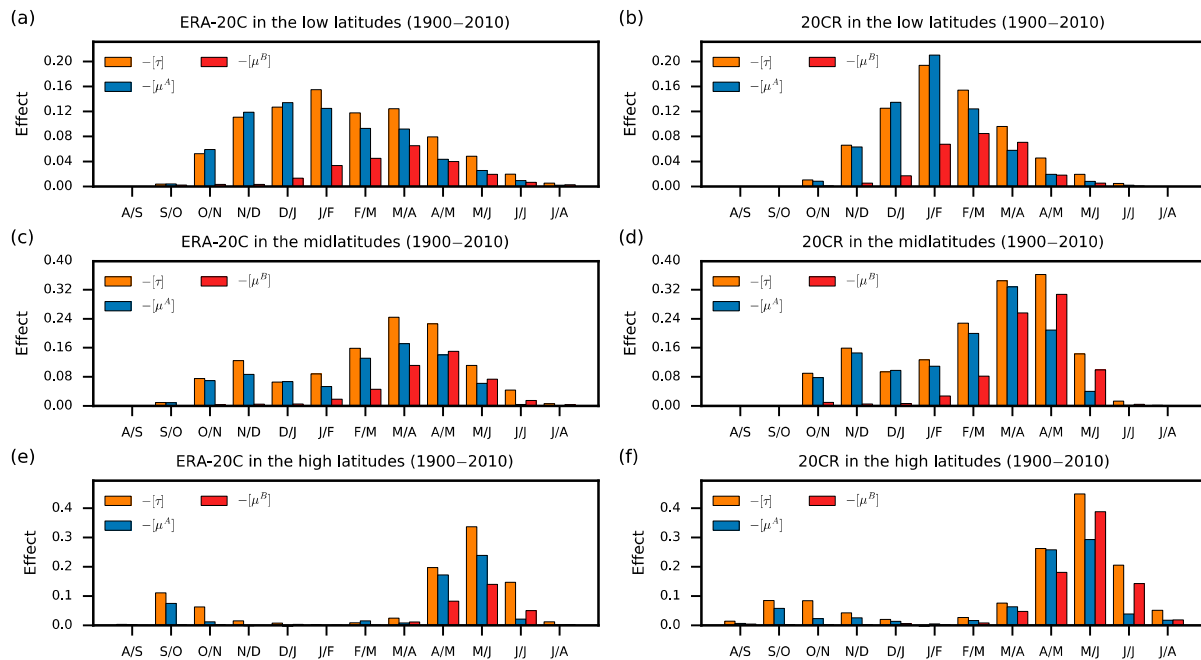 (a)
ERA-20C in the low latitudes (1900−2010)
Effect
0.20
0.16
0.12
0.08
0.04
0.00
−[τ]
−[μ^A]
−[μ^B]
A/S S/O O/N N/D D/J J/F F/M M/A A/M M/J J/J J/A
(b)
20CR in the low latitudes (1900−2010)
Effect
0.20
0.16
0.12
0.08
0.04
0.00
−[τ]
−[μ^A]
−[μ^B]
A/S S/O O/N N/D D/J J/F F/M M/A A/M M/J J/J J/A
(c)
ERA-20C in the midlatitudes (1900−2010)
Effect
0.40
0.32
0.24
0.16
0.08
0.00
−[τ]
−[μ^A]
−[μ^B]
A/S S/O O/N N/D D/J J/F F/M M/A A/M M/J J/J J/A
(d)
20CR in the midlatitudes (1900−2010)
Effect
0.40
0.32
0.24
0.16
0.08
0.00
−[τ]
−[μ^A]
−[μ^B]
A/S S/O O/N N/D D/J J/F F/M M/A A/M M/J J/J J/A
(e)
ERA-20C in the high latitudes (1900−2010)
Effect
0.4
0.3
0.2
0.1
0.0
−[τ]
−[μ^A]
−[μ^B]
A/S S/O O/N N/D D/J J/F F/M M/A A/M M/J J/J J/A
(f)
20CR in the high latitudes (1900−2010)
Effect
0.4
0.3
0.2
0.1
0.0
−[τ]
−[μ^A]
−[μ^B]
A/S S/O O/N N/D D/J J/F F/M M/A A/M M/J J/J J/A